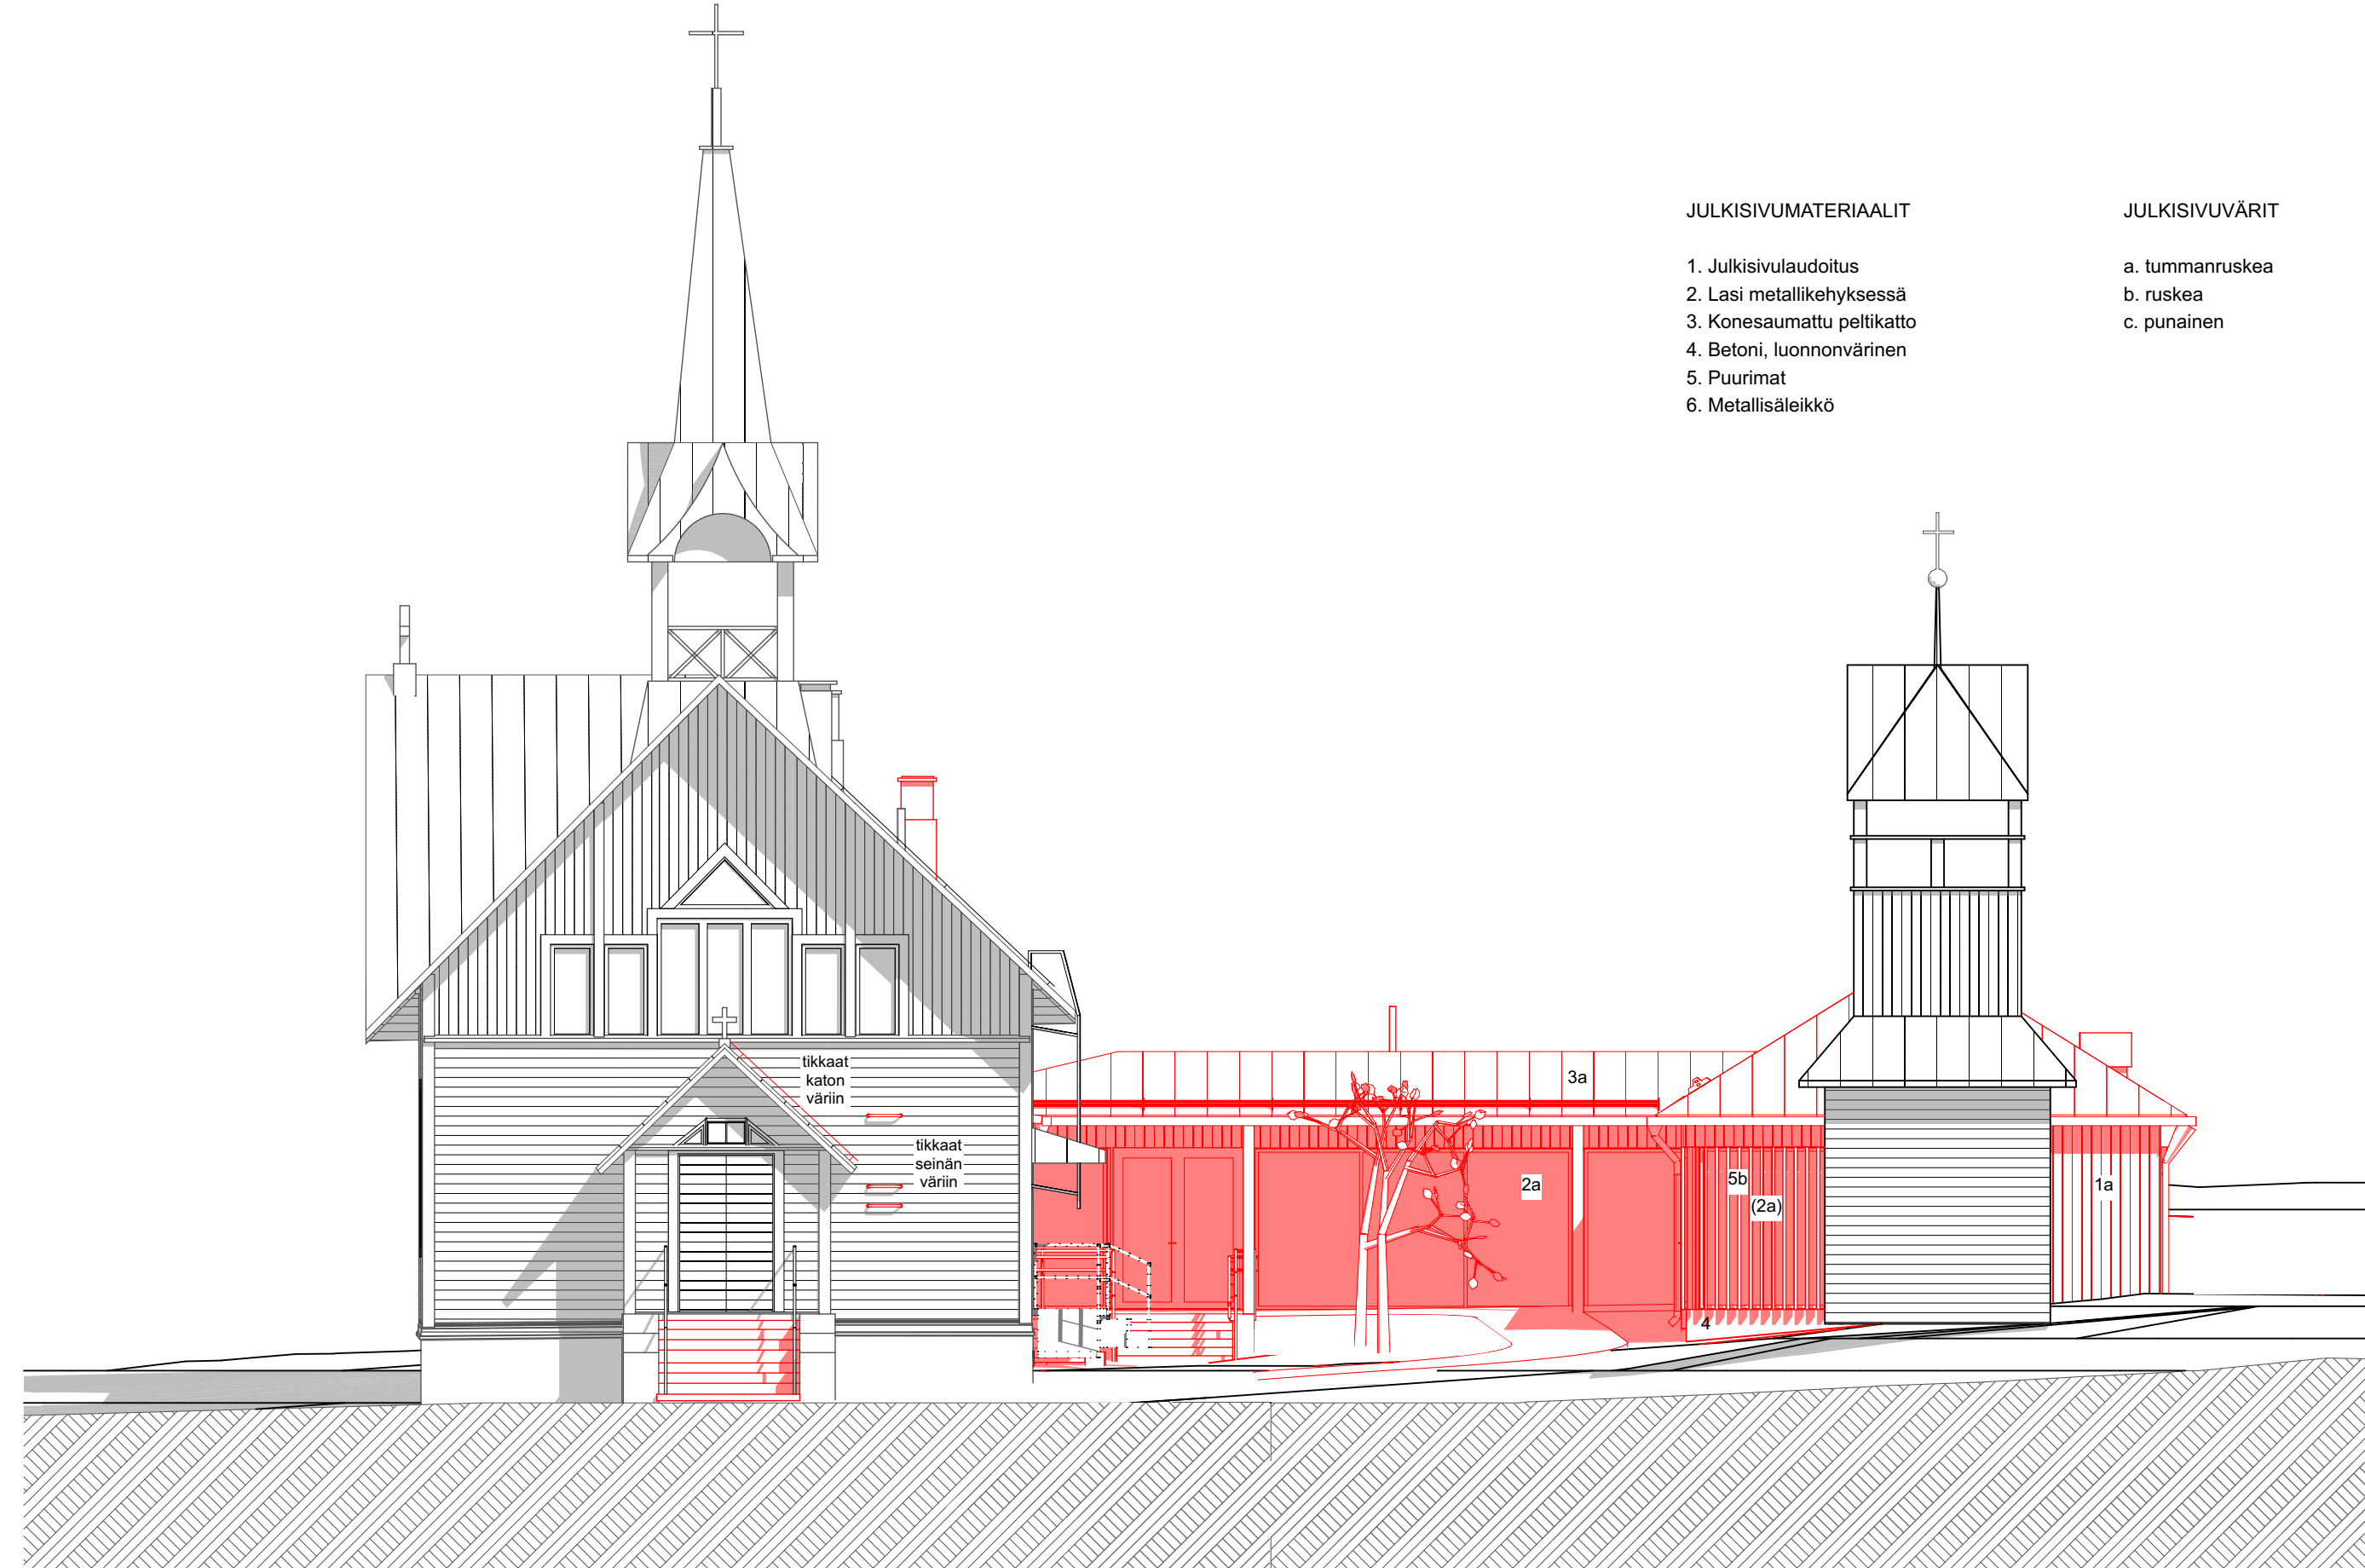 JULKISIVUMATERIAALIT
1. Julkisivulaudoitus
2. Lasi metallikehyksessä
3. Konesaumattu peltikatto
4. Betoni, luonnonvärinen
5. Puurimat
6. Metallisäleikkö
JULKISIVUVÄRIT
a. tummanruskea
b. ruskea
c. punainen
tikkaat
katon
väriin
tikkaat
seinän
väriin
3a
2a
5b
(2a)
1a
4